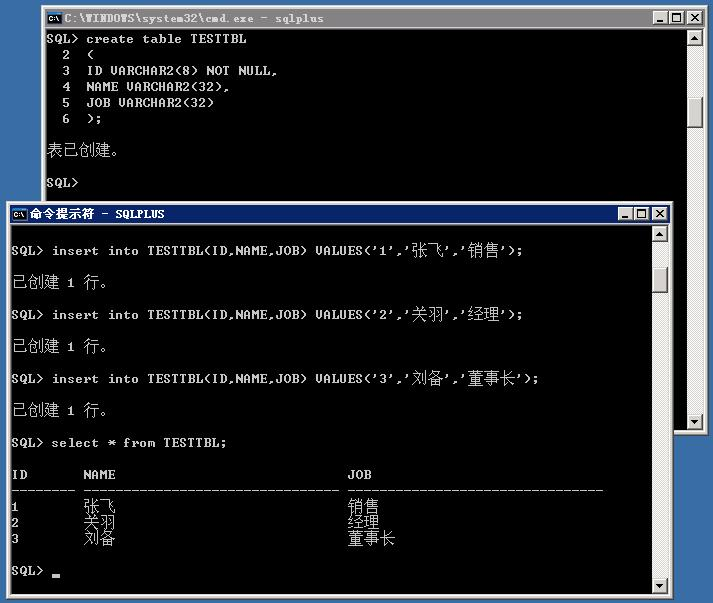 C:\WINDOWS\system32\cmd.exe - sqlplus
SQL> create table TESTTBL
2 (
3 ID VARCHAR2(8) NOT NULL,
4 NAME VARCHAR2(32),
5 JOB VARCHAR2(32)
6 );
表已创建。
SQL>
命令提示符 - SQLPLUS
SQL> insert into TESTTBL(ID,NAME,JOB) VALUES('1','张飞','销售');
已创建 1 行。
SQL> insert into TESTTBL(ID,NAME,JOB) VALUES('2','关羽','经理');
已创建 1 行。
SQL> insert into TESTTBL(ID,NAME,JOB) VALUES('3','刘备','董事长');
已创建 1 行。
SQL> select * from TESTTBL;
ID NAME JOB
-------- -------------------------------- --------------------------------
1 张飞 销售
2 关羽 经理
3 刘备 董事长
SQL> _